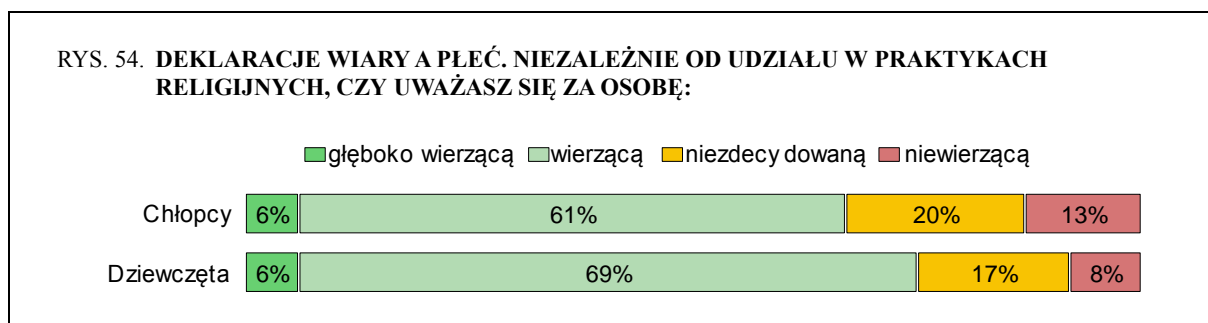 RYS. 54. DEKLARACJE WIARY A PŁEĆ. NIEZALEŻNIE OD UDZIAŁU W PRAKTYKACH
RELIGIJNYCH, CZY UWAŻASZ SIĘ ZA OSOBĘ:
głęboko wierzącą wierzącą niezdecy dowaną niewierzącą
Chłopcy 6% 61% 20% 13%
Dziewczęta 6% 69% 17% 8%